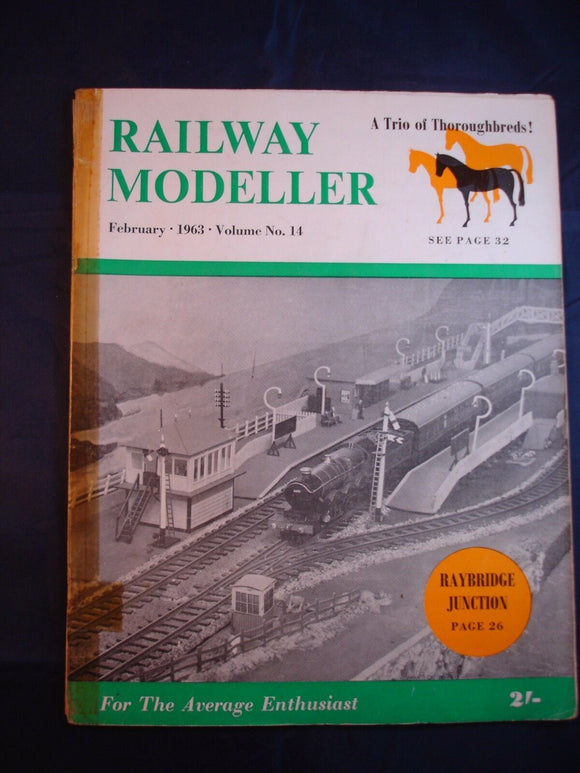 RAILWAY
MODELLER
February · 1963 · Volume No. 14
A Trio of Thoroughbreds!
SEE PAGE 32
RAYBRIDGE
JUNCTION
PAGE 26
For The Average Enthusiast
2/-